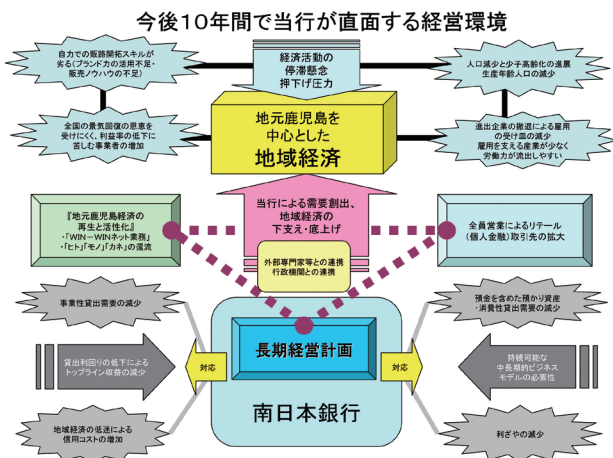 今後10年間で当行が直面する経営環境
自力での販路開拓スキルが
劣る(ブランド力の活用不足・
販売ノウハウの不足)
経済活動の
停滞懸念
押下げ圧力
人口減少と少子高齢化の進展
生産年齢人口の減少
全国の景気回復の恩恵を
受けにくく、利益率の低下に
苦しむ事業者の増加
地元鹿児島を
中心とした
地域経済
進出企業の撤退による雇用
の受け皿の減少
雇用を支える産業が少なく
労働力が流出しやすい
『地元鹿児島経済の
再生と活性化』
・「WIN-WINネット業務」
・「ヒト」「モノ」「カネ」の還流
当行による需要創出、
地域経済の
下支え・底上げ
全員営業によるリテール
(個人金融)取引先の拡大
外部専門家等との連携
行政機関との連携
事業性貸出需要の減少
預金を含めた預かり資産
・消費性貸出需要の減少
長期経営計画
貸出利回りの低下による
トップライン収益の減少
対応
対応
持続可能な
中長期的ビジネス
モデルの必要性
南日本銀行
地域経済の低迷による
信用コストの増加
利ざやの減少